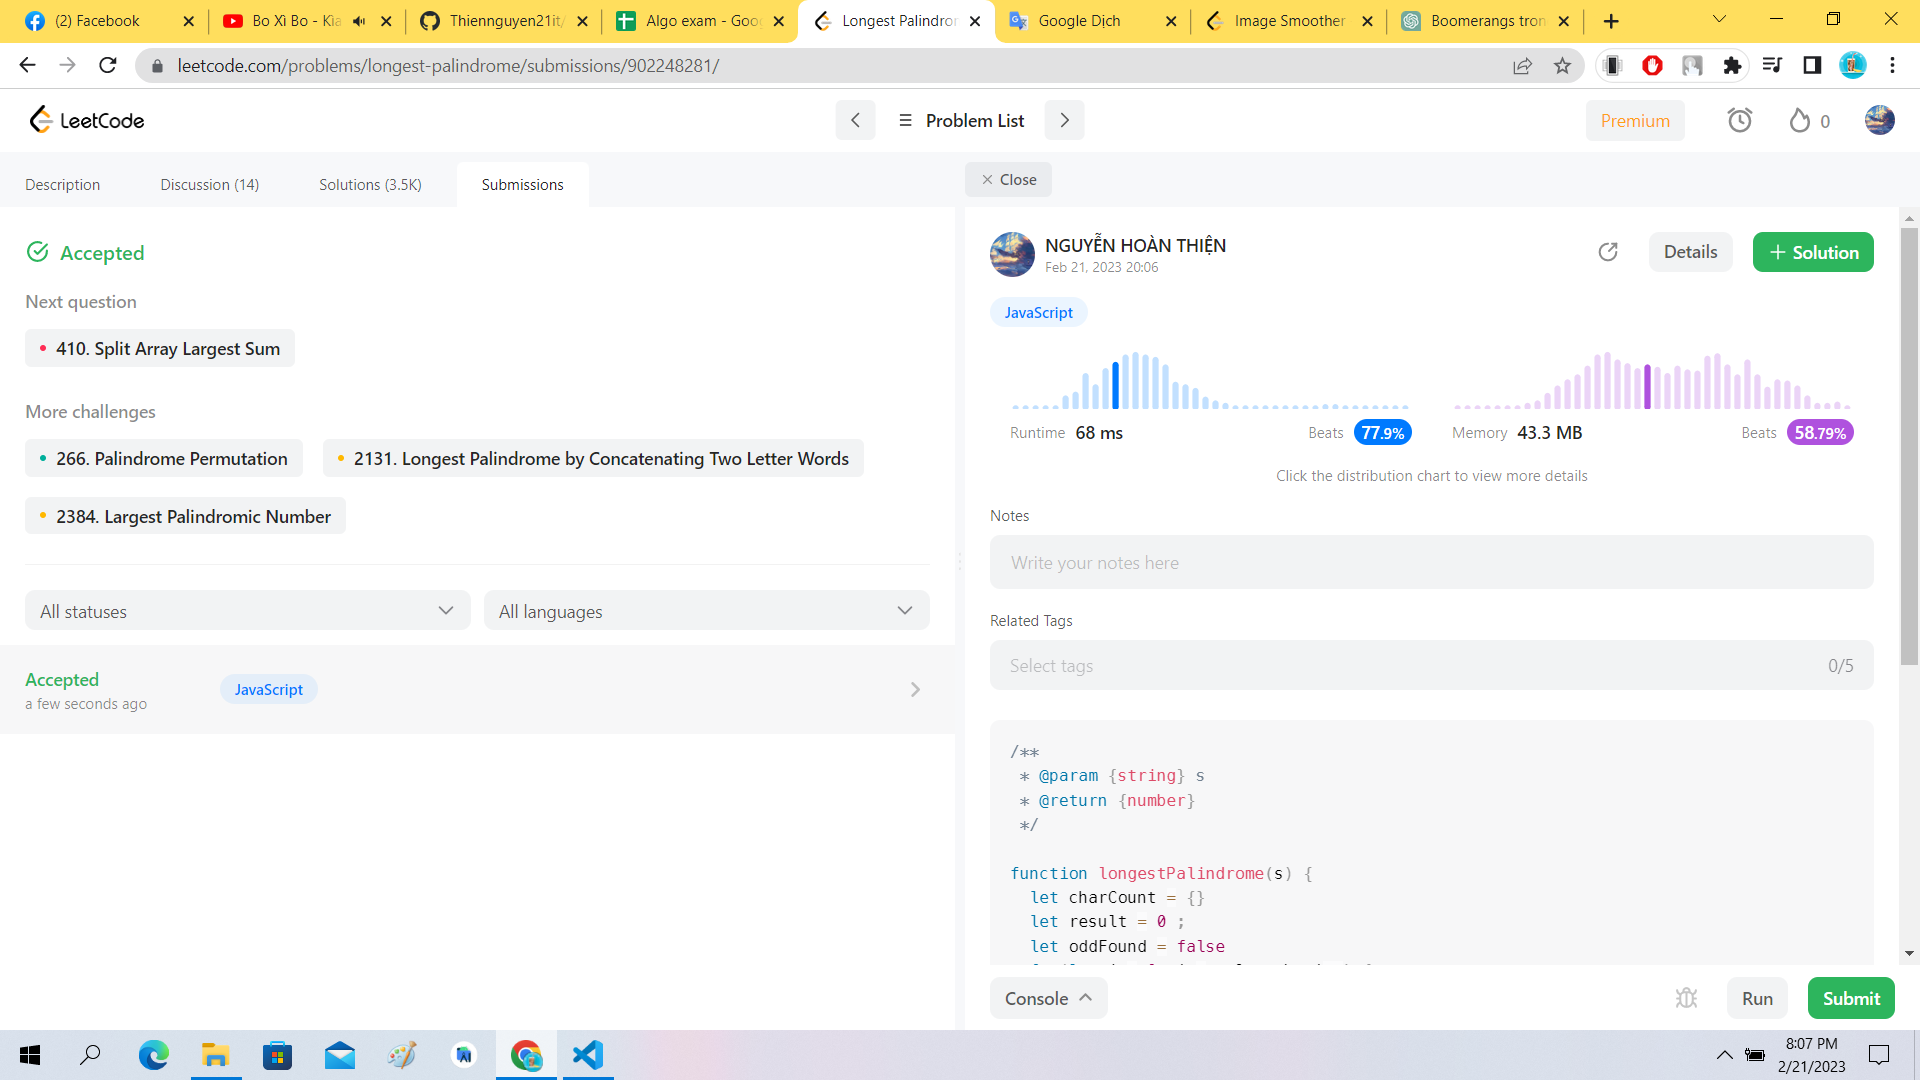 (2) Facebook
Bo Xì Bo - Kìa
Thiennguyen21it/
Algo exam - Goo
Longest Palindro
Google Dịch
Image Smoother
Boomerangs tron
leetcode.com/problems/longest-palindrome/submissions/902248281/
LeetCode
Problem List
Premium
0
Description
Discussion (14)
Solutions (3.5K)
Submissions
Close
Accepted
Next question
410. Split Array Largest Sum
More challenges
266. Palindrome Permutation
2131. Longest Palindrome by Concatenating Two Letter Words
2384. Largest Palindromic Number
All statuses
All languages
Accepted
a few seconds ago
JavaScript
NGUYỄN HOÀN THIỆN
Feb 21, 2023 20:06
Details
+ Solution
JavaScript
Runtime 68 ms
Beats 77.9%
Memory 43.3 MB
Beats 58.79%
Click the distribution chart to view more details
Notes
Write your notes here
Related Tags
Select tags
0/5
/**
 * @param {string} s
 * @return {number}
 */
function longestPalindrome(s) {
  let charCount = {}
  let result = 0 ;
  let oddFound = false
Console
Run
Submit
8:07 PM
2/21/2023